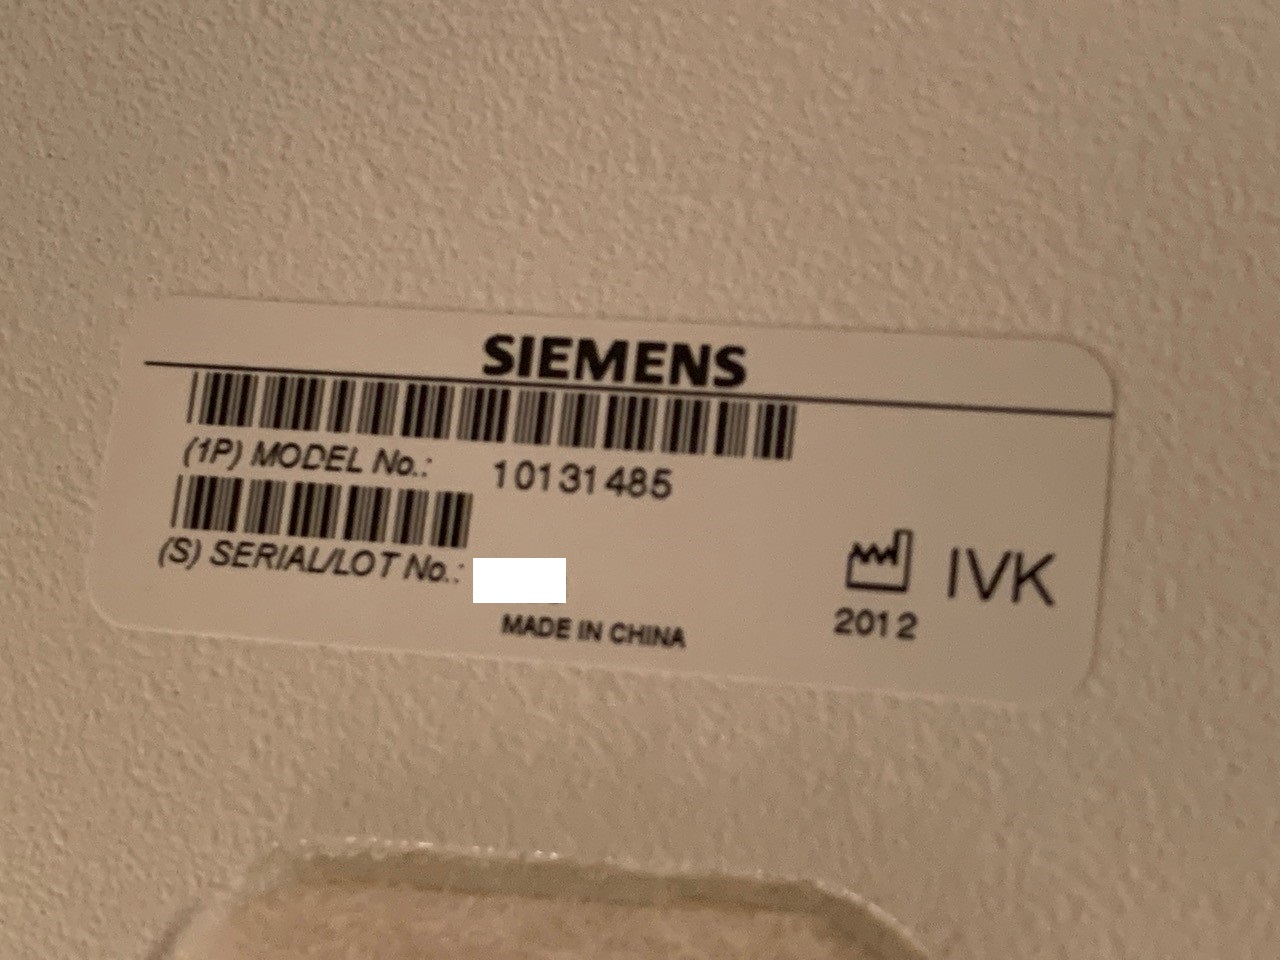 SIEMENS
(1P) MODEL No.: 10131485
(S) SERIAL/LOT No.:
IVK
2012
MADE IN CHINA